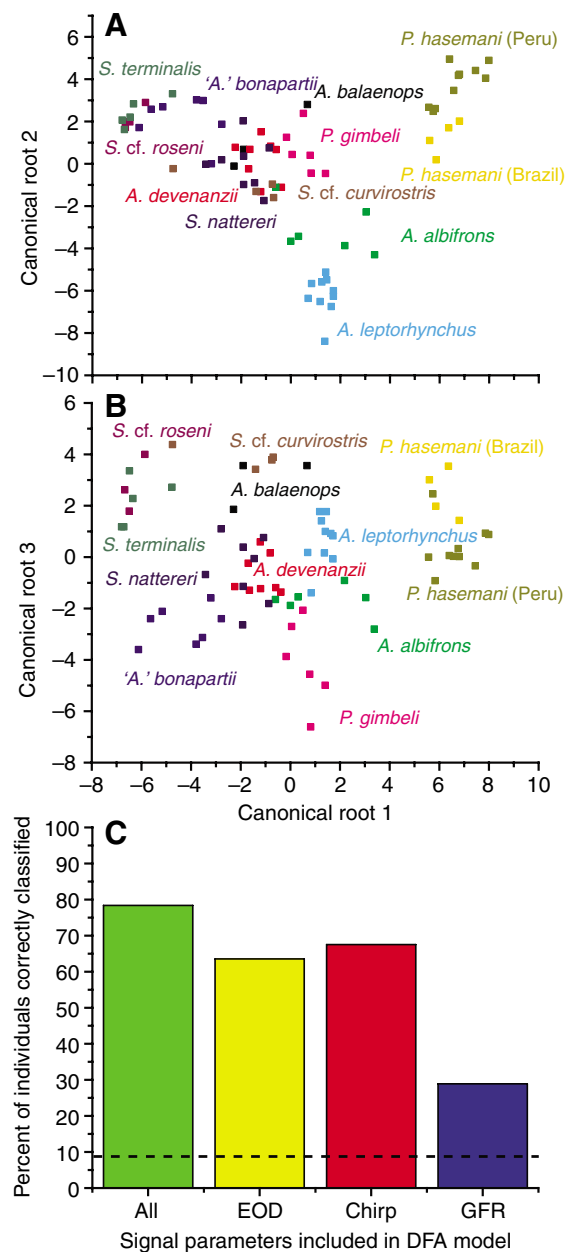 A
6
4
2
0
–2
–4
–6
–8
–10
Canonical root 2
P. hasemani (Peru)
S. terminalis
‘A.’ bonapartii
A. balaenops
P. gimbeli
S. cf. roseni
P. hasemani (Brazil)
A. devenanzii
S. cf. curvirostris
S. nattereri
A. albifrons
A. leptorhynchus
B
6
4
2
0
–2
–4
–6
–8
Canonical root 3
S. cf. roseni
S. cf. curvirostris
P. hasemani (Brazil)
A. balaenops
A. leptorhynchus
S. terminalis
A. devenanzii
S. nattereri
P. hasemani (Peru)
A. albifrons
‘A.’ bonapartii
P. gimbeli
–8 –6 –4 –2 0 2 4 6 8 10
Canonical root 1
C
100
90
80
70
60
50
40
30
20
10
0
Percent of individuals correctly classified
All EOD Chirp GFR
Signal parameters included in DFA model